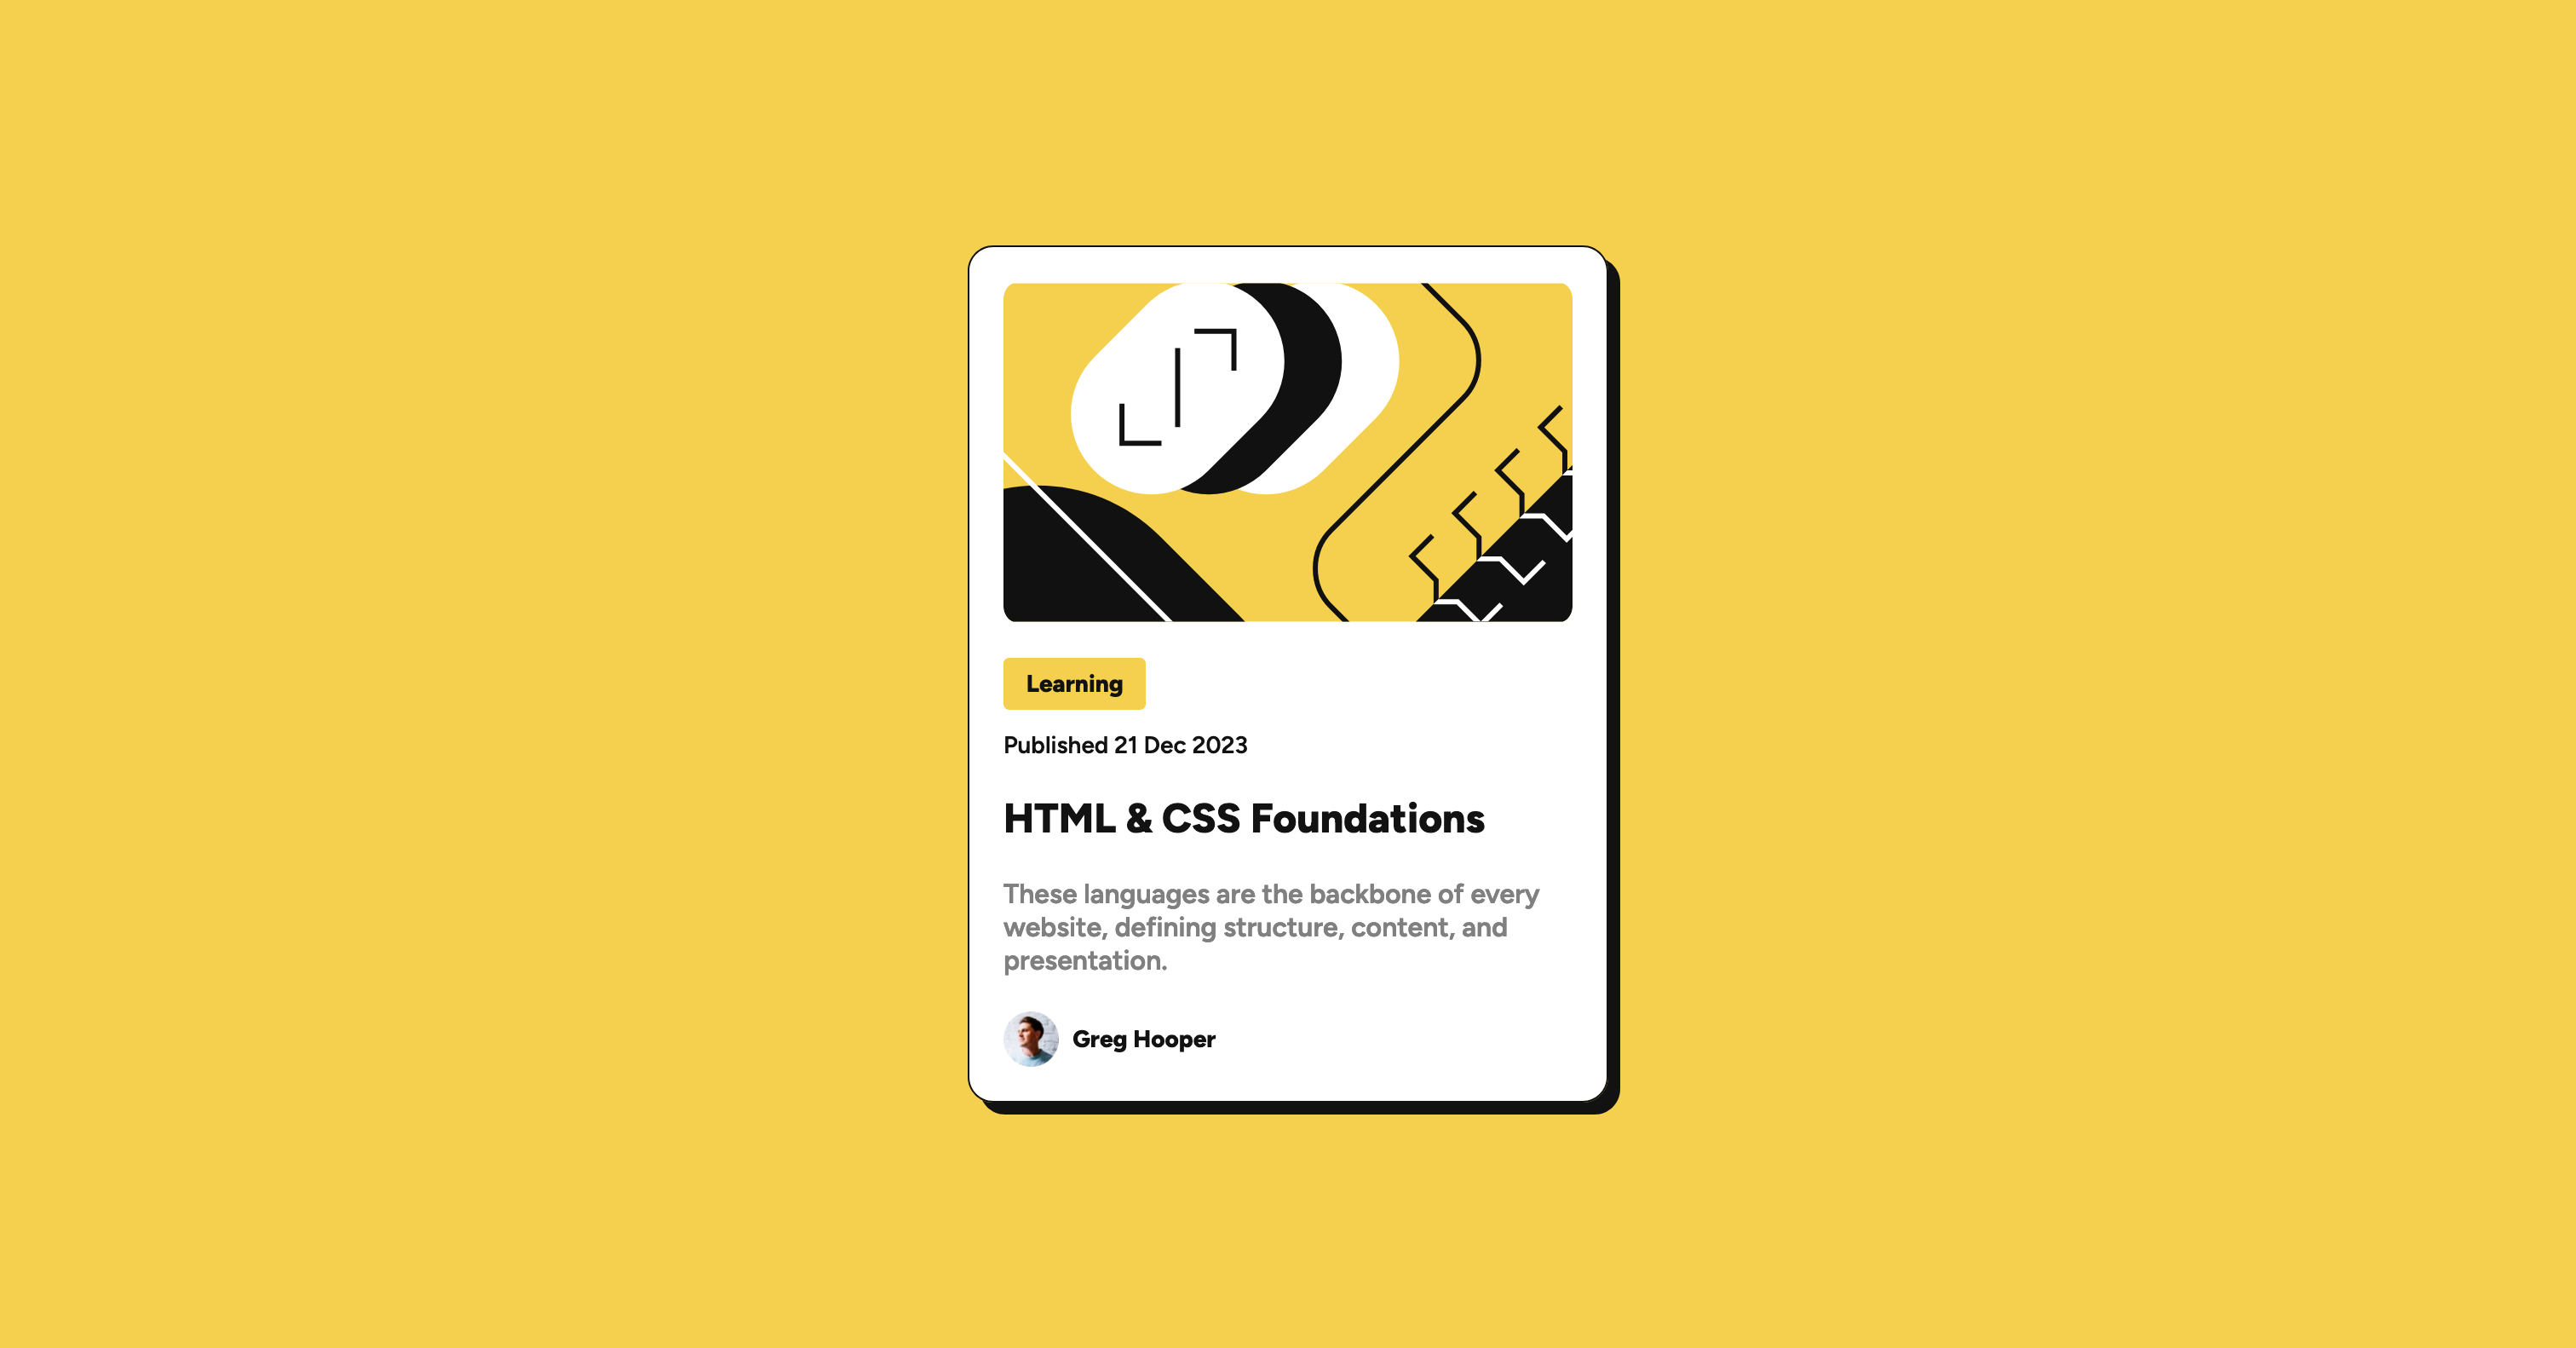 Learning
Published 21 Dec 2023
HTML & CSS Foundations
These languages are the backbone of every
website, defining structure, content, and
presentation.
Greg Hooper